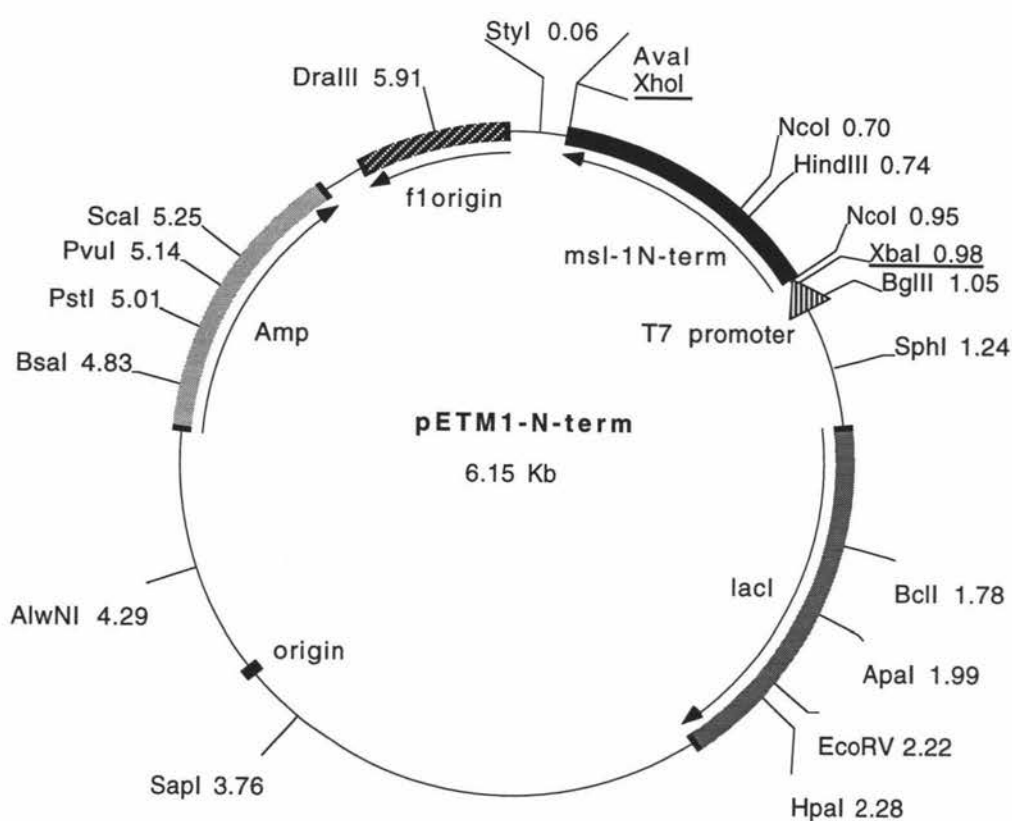 StyI 0.06
AvaI
XhoI
DraIII 5.91
NcoI 0.70
HindIII 0.74
f1origin
ScaI 5.25
NcoI 0.95
PvuI 5.14
msl-1N-term
XbaI 0.98
BglII 1.05
PstI 5.01
Amp
T7 promoter
SphI 1.24
BsaI 4.83
pETM1-N-term
6.15 Kb
lacI
BclI 1.78
AlwNI 4.29
origin
ApaI 1.99
EcoRV 2.22
SapI 3.76
HpaI 2.28